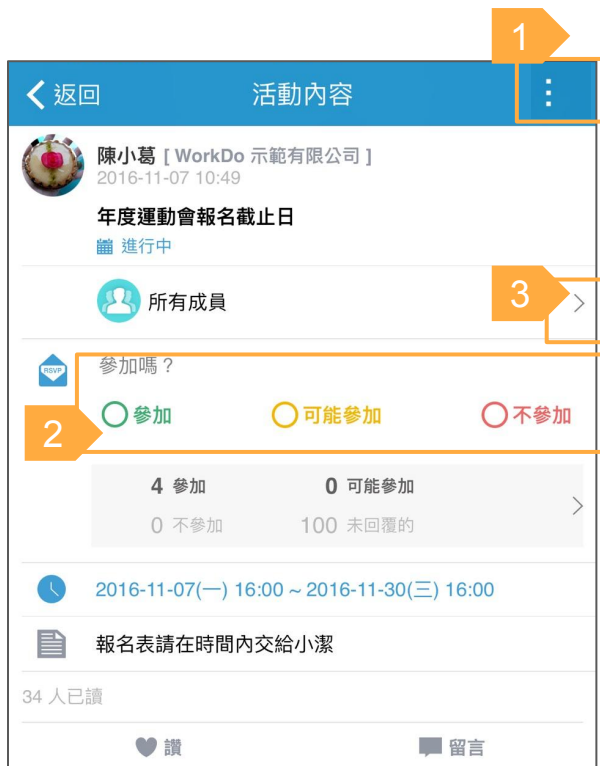 1
返回 活動內容
陳小葛 [ WorkDo 示範有限公司 ]
2016-11-07 10:49
年度運動會報名截止日
進行中
所有成員 3
RSVP 參加嗎？
2 參加 可能參加 不參加
4 參加 0 可能參加
0 不參加 100 未回覆的
2016-11-07(一) 16:00 ~ 2016-11-30(三) 16:00
報名表請在時間內交給小潔
34 人已讀
讚 留言